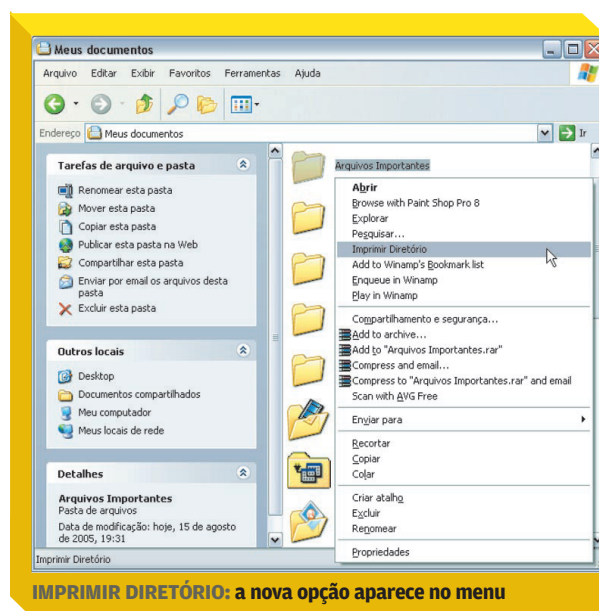 Meus documentos
Arquivo Editar Exibir Favoritos Ferramentas Ajuda
Endereço Meus documentos Ir
Tarefas de arquivo e pasta
Renomear esta pasta
Mover esta pasta
Copiar esta pasta
Publicar esta pasta na Web
Compartilhar esta pasta
Enviar por email os arquivos desta
pasta
Excluir esta pasta
Outros locais
Desktop
Documentos compartilhados
Meu computador
Meus locais de rede
Detalhes
Arquivos Importantes
Pasta de arquivos
Data de modificação: hoje, 15 de agosto
de 2005, 19:31
Arquivos Importantes
Abrir
Browse with Paint Shop Pro 8
Explorar
Pesquisar...
Imprimir Diretório
Add to Winamp's Bookmark list
Enqueue in Winamp
Play in Winamp
Compartilhamento e segurança...
Add to archive...
Add to "Arquivos Importantes.rar"
Compress and email...
Compress to "Arquivos Importantes.rar" and email
Scan with AVG Free
Enviar para
Recortar
Copiar
Colar
Criar atalho
Excluir
Renomear
Propriedades
Imprimir Diretório
IMPRIMIR DIRETÓRIO: a nova opção aparece no menu